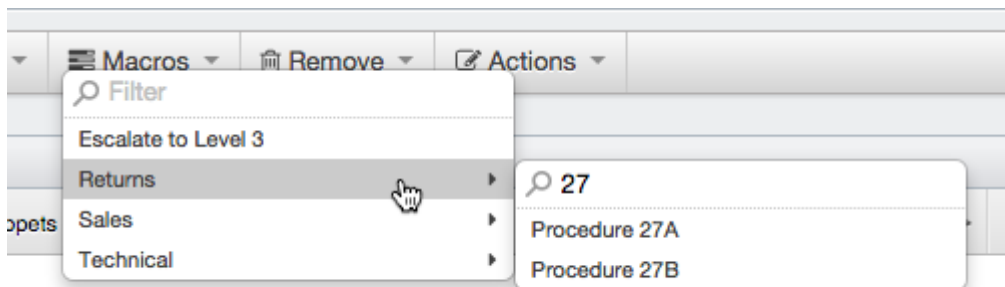 Macros Remove Actions
Filter
Escalate to Level 3
Returns
27
Sales
Procedure 27A
Technical
Procedure 27B